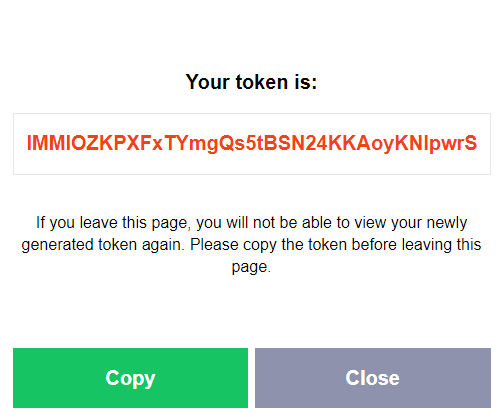 Your token is:
IMMIOZKPXFxTYmgQs5tBSN24KKAoyKNlpwrS
If you leave this page, you will not be able to view your newly
generated token again. Please copy the token before leaving this
page.
Copy
Close